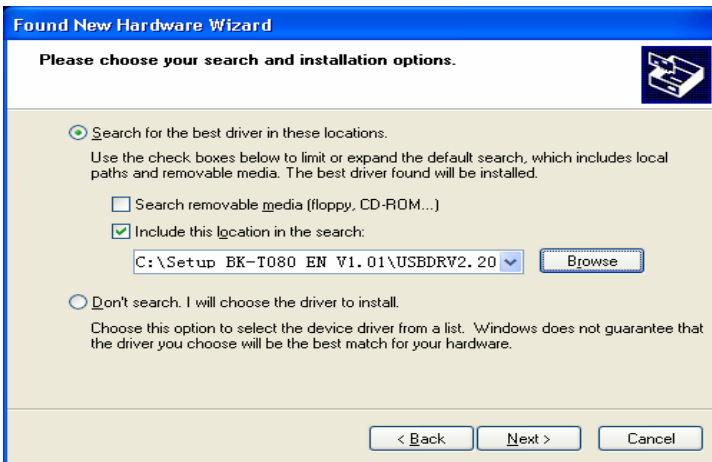 Found New Hardware Wizard
Please choose your search and installation options.
Search for the best driver in these locations.
Use the check boxes below to limit or expand the default search, which includes local
paths and removable media. The best driver found will be installed.
Search removable media (floppy, CD-ROM...)
Include this location in the search:
C:\Setup BK-T080 EN V1.01\USBDRV2.20
Browse
Don't search. I will choose the driver to install.
Choose this option to select the device driver from a list. Windows does not guarantee that
the driver you choose will be the best match for your hardware.
< Back Next > Cancel